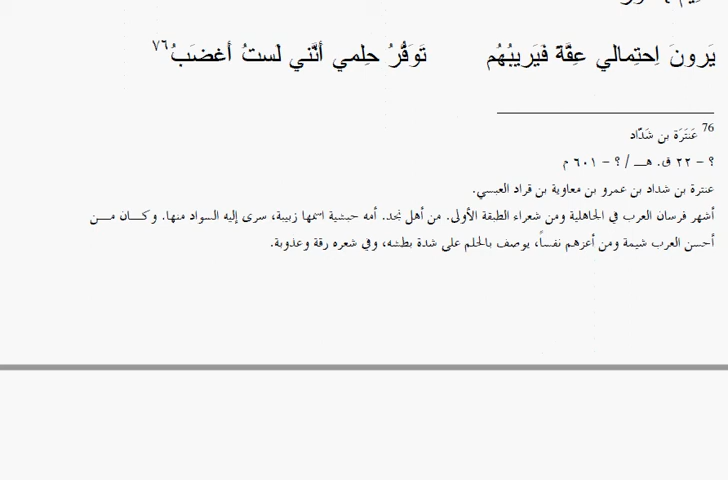 يَرونَ اِحتِمالي عِفَّةً فَيَريبُهُم تَوَفُّرُ حِلمي أَنَّني لَستُ أَغضَبُ٧٦
76 عَنتَرَة بن شَدّاد
؟ - ٢٢ ق. هـ / ؟ - ٦٠١ م
عنترة بن شداد بن عمرو بن معاوية بن قراد العبسي.
أشهر فرسان العرب في الجاهلية ومن شعراء الطبقة الأولى. من أهل نجد. أمه حبشية اسمها زبيبة، سرى إليه السواد منها. وكان من
أحسن العرب شيمة ومن أعزهم نفساً، يوصف بالحلم على شدة بطشه، وفي شعره رقة وعذوبة.